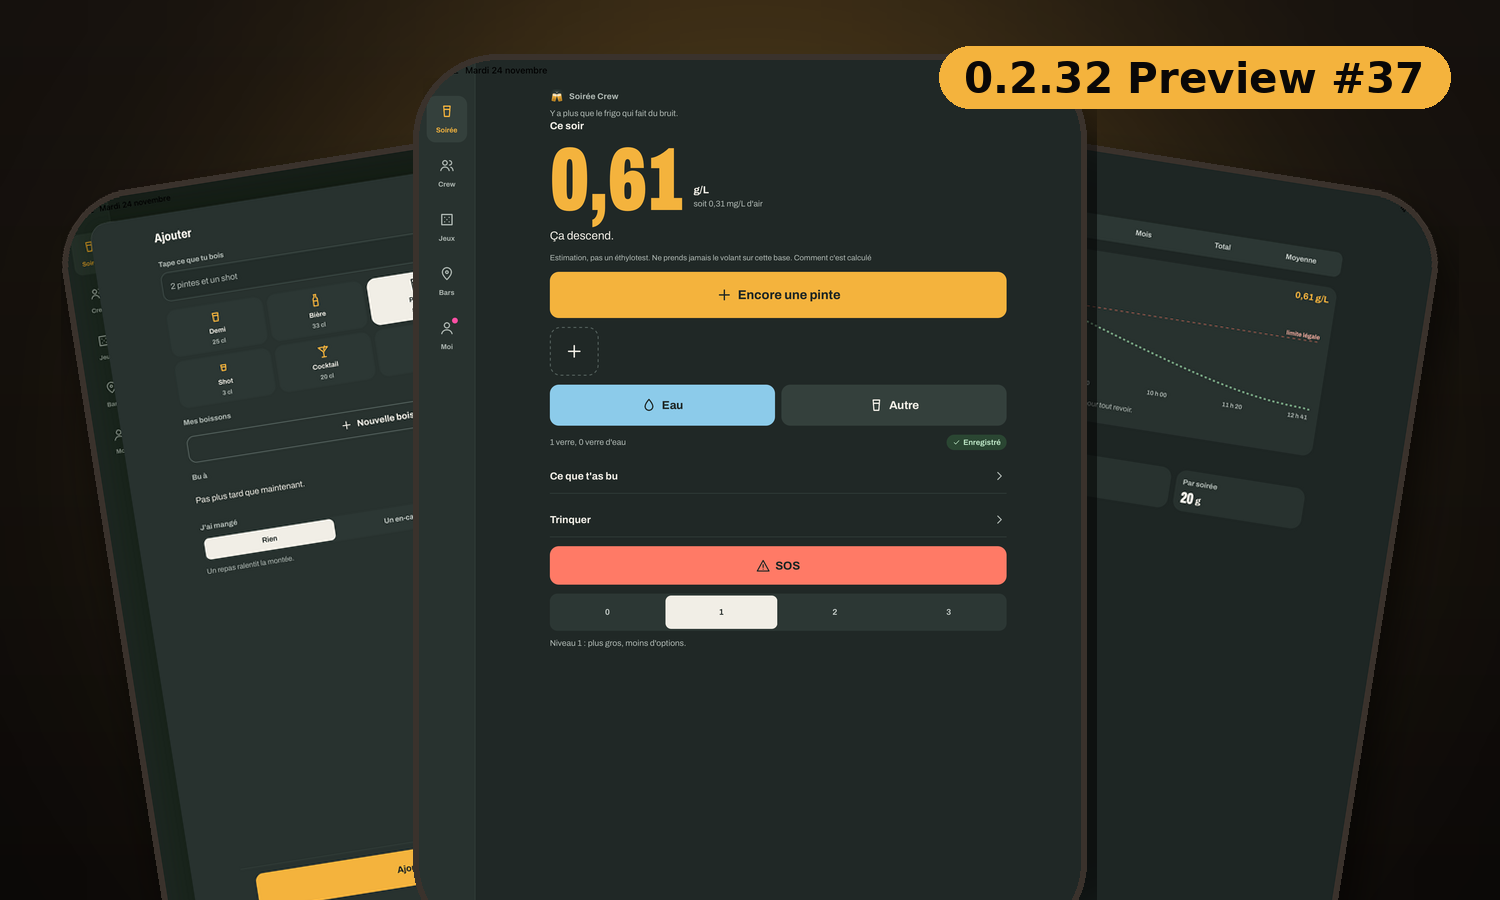 0.2.32 Preview #37
Mardi 24 novembre
Soirée
Crew
Jeux
Bars
Moi
Soirée Crew
Y a plus que le frigo qui fait du bruit.
Ce soir
0,61
g/L
soit 0,31 mg/L d'air
Ça descend.
Estimation, pas un éthylotest. Ne prends jamais le volant sur cette base. Comment c'est calculé
Encore une pinte
Eau
Autre
1 verre, 0 verre d'eau
Enregistré
Ce que t'as bu
Trinquer
SOS
0 1 2 3
Niveau 1 : plus gros, moins d'options.
Mardi 24 novembre
Ajouter
Tape ce que tu bois
2 pintes et un shot
Demi
25 cl
Bière
33 cl
Shot
3 cl
Cocktail
20 cl
Mes boissons
Nouvelle bois
Bu à
Pas plus tard que maintenant.
J'ai mangé
Rien
Un en-ca
Un repas ralentit la montée.
Mois
Total
Moyenne
0,61 g/L
limite légale
10 h 00
11 h 20
12 h 41
tout revoir.
Par soirée
20 g